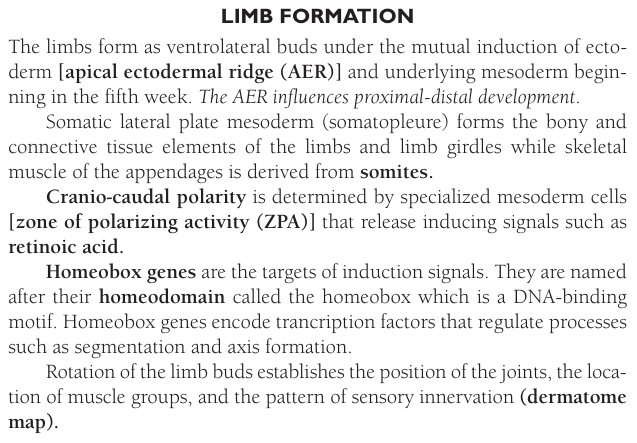 LIMB FORMATION
The limbs form as ventrolateral buds under the mutual induction of ecto-
derm [apical ectodermal ridge (AER)] and underlying mesoderm begin-
ning in the fifth week. The AER influences proximal-distal development.
Somatic lateral plate mesoderm (somatopleure) forms the bony and
connective tissue elements of the limbs and limb girdles while skeletal
muscle of the appendages is derived from somites.
Cranio-caudal polarity is determined by specialized mesoderm cells
[zone of polarizing activity (ZPA)] that release inducing signals such as
retinoic acid.
Homeobox genes are the targets of induction signals. They are named
after their homeodomain called the homeobox which is a DNA-binding
motif. Homeobox genes encode trancription factors that regulate processes
such as segmentation and axis formation.
Rotation of the limb buds establishes the position of the joints, the loca-
tion of muscle groups, and the pattern of sensory innervation (dermatome
map).